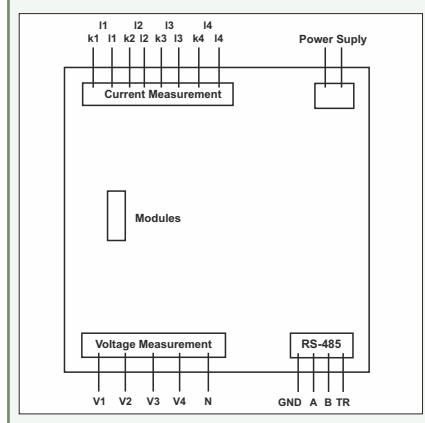 I1 I2 I3 I4
k1 l1 k2 l2 k3 l3 k4 l4 Power Suply
Current Measurement
Modules
Voltage Measurement RS-485
V1 V2 V3 V4 N GND A B TR